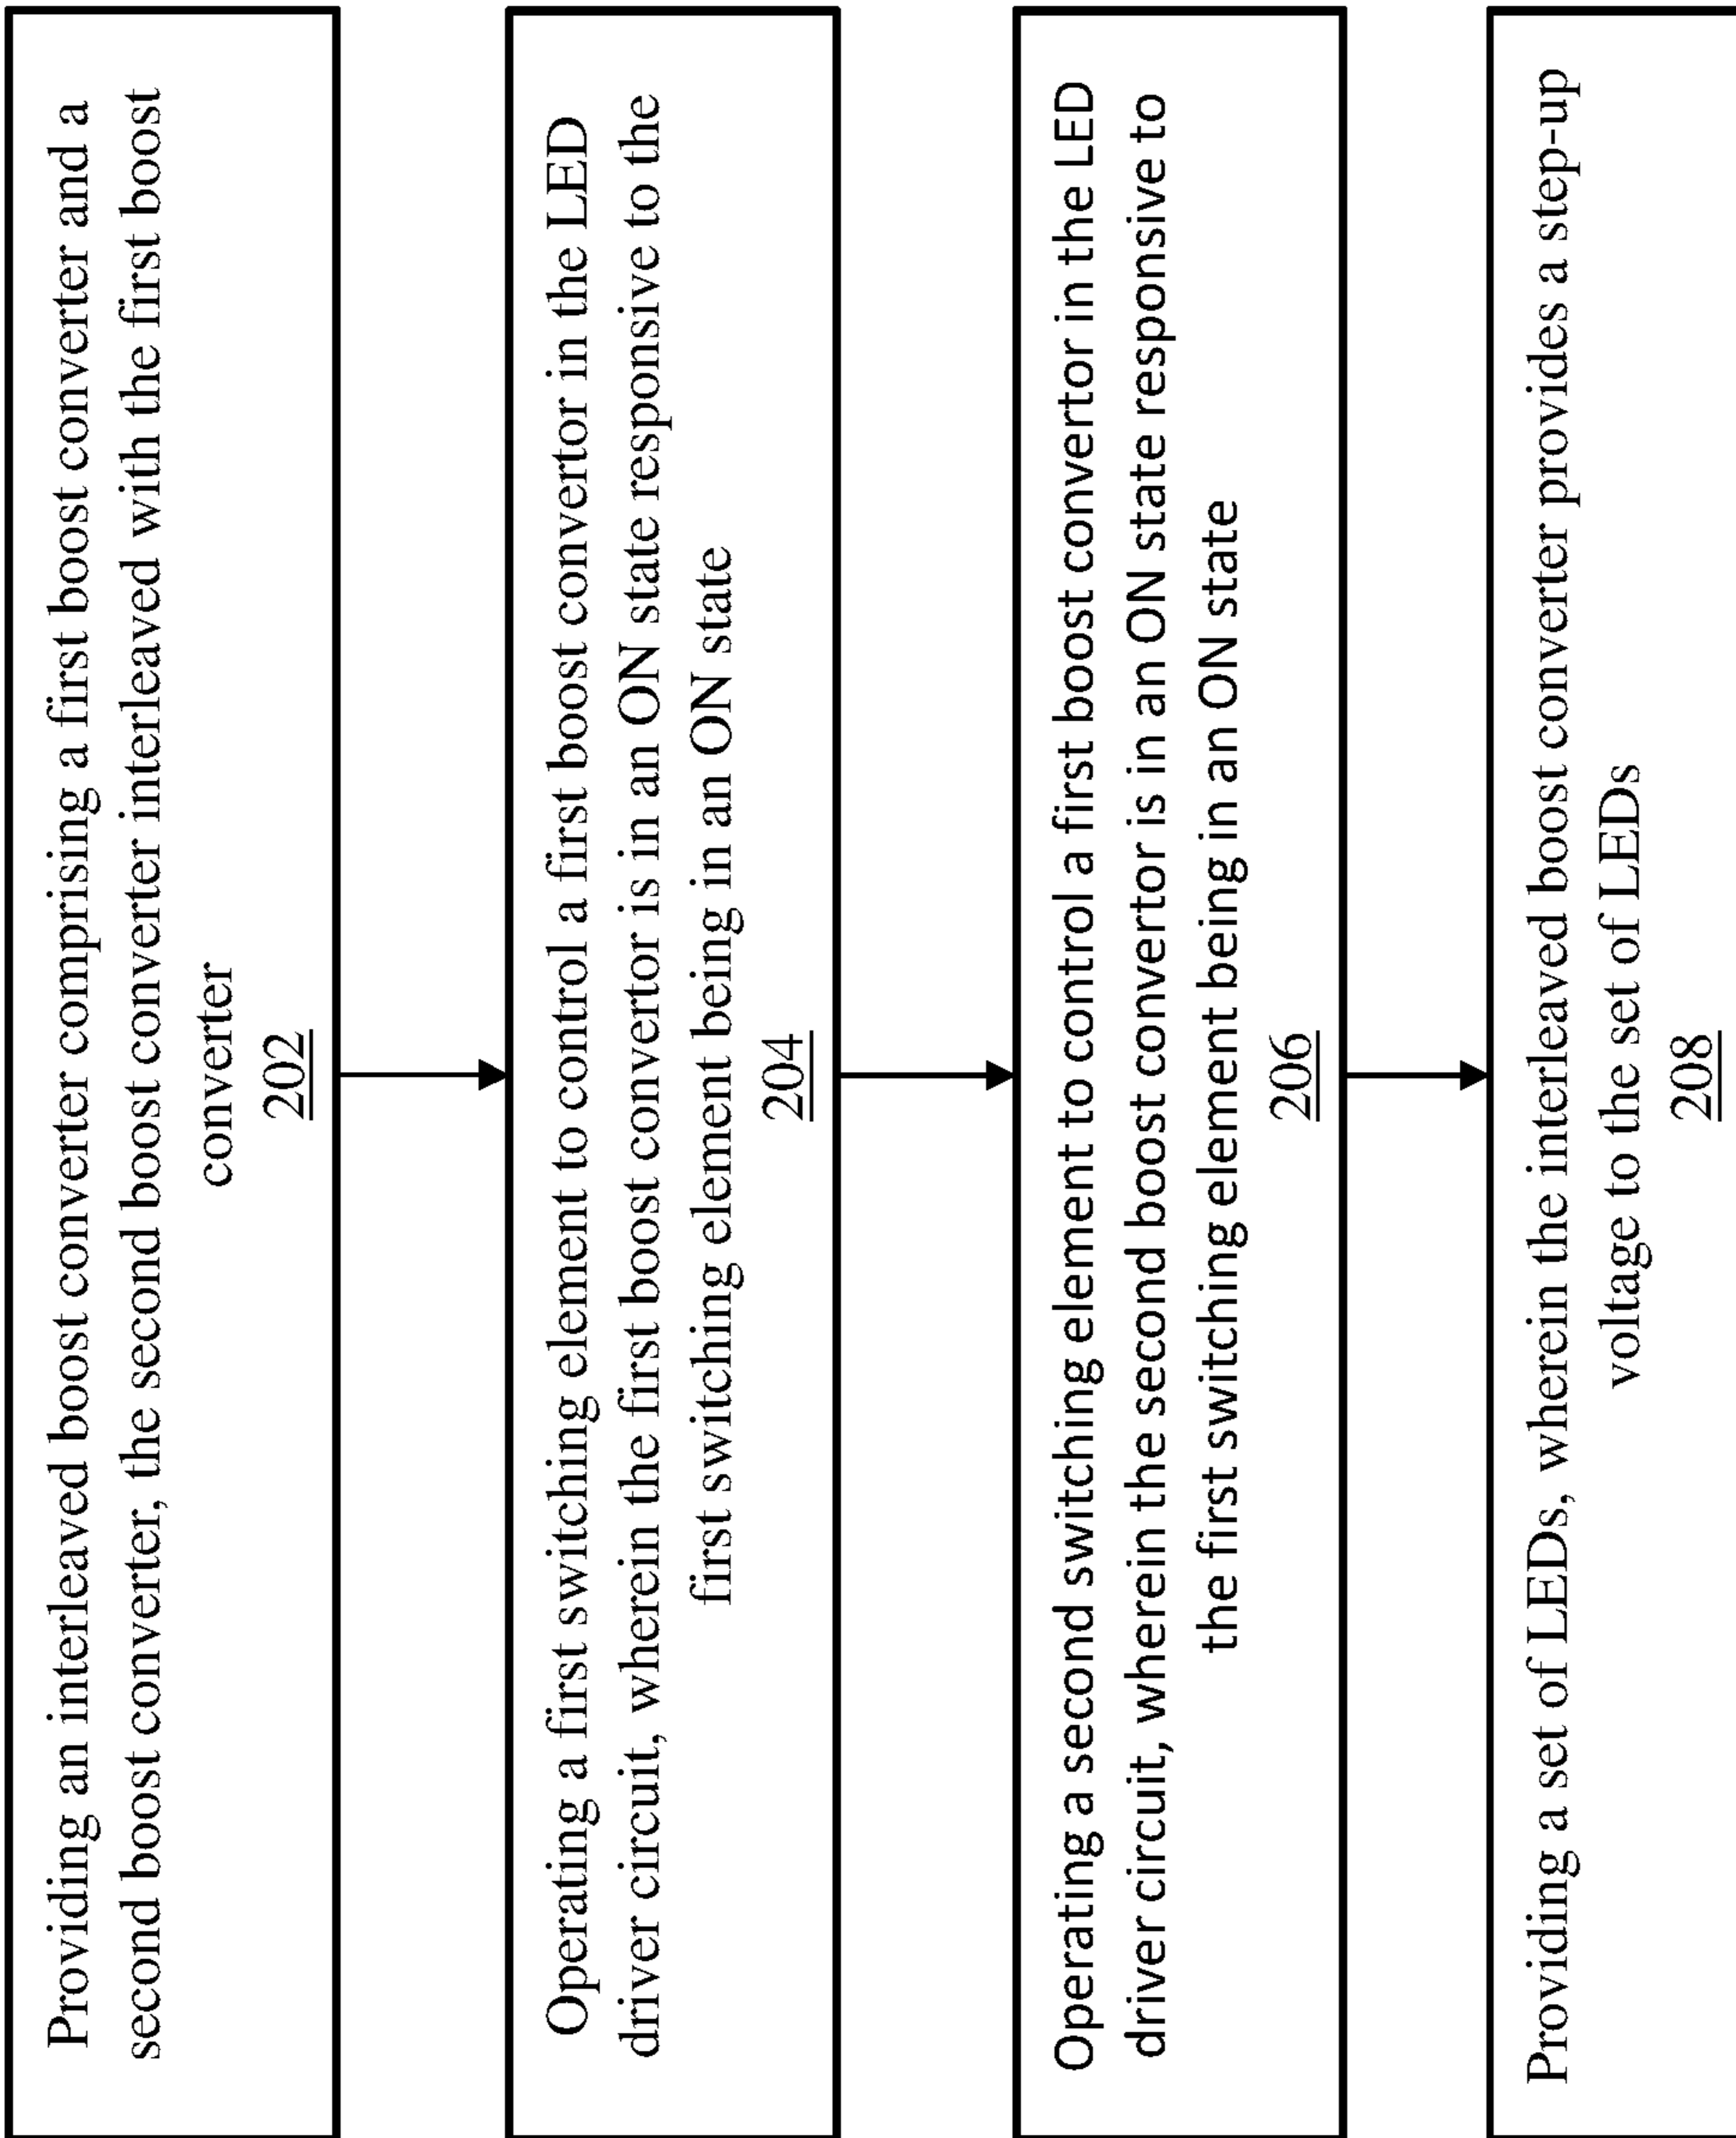 Providing an interleaved boost converter comprising a first boost converter and a
second boost converter, the second boost converter interleaved with the first boost
converter
202
Operating a first switching element to control a first boost convertor in the LED
driver circuit, wherein the first boost convertor is in an ON state responsive to the
first switching element being in an ON state
204
Operating a second switching element to control a first boost convertor in the LED
driver circuit, wherein the second boost convertor is in an ON state responsive to
the first switching element being in an ON state
206
Providing a set of LEDs, wherein the interleaved boost converter provides a step-up
voltage to the set of LEDs
208